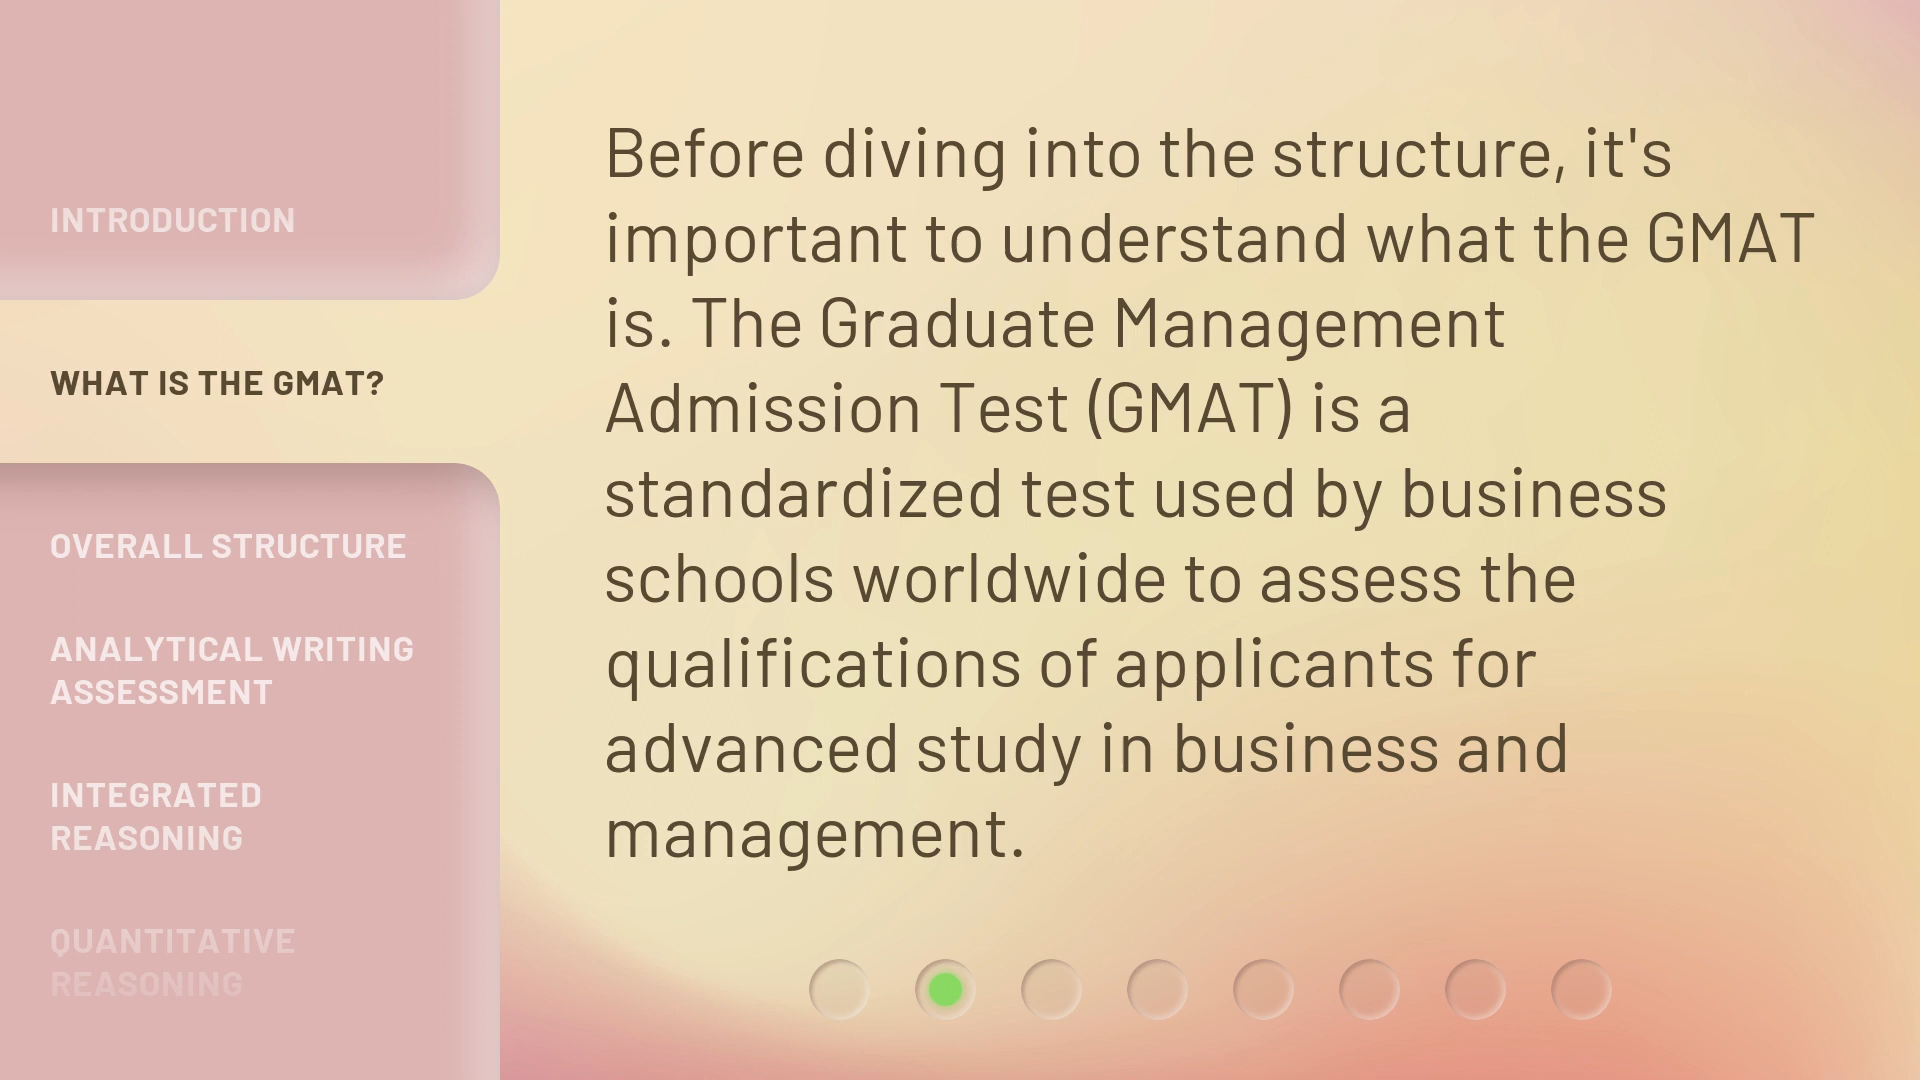 INTRODUCTION
WHAT IS THE GMAT?
OVERALL STRUCTURE
ANALYTICAL WRITING
ASSESSMENT
INTEGRATED
REASONING
QUANTITATIVE
REASONING
Before diving into the structure, it's
important to understand what the GMAT
is. The Graduate Management
Admission Test (GMAT) is a
standardized test used by business
schools worldwide to assess the
qualifications of applicants for
advanced study in business and
management.